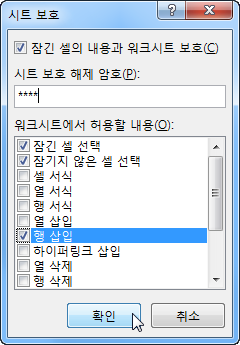 시트 보호
잠긴 셀의 내용과 워크시트 보호(C)
시트 보호 해제 암호(P):
****
워크시트에서 허용할 내용(O):
잠긴 셀 선택
잠기지 않은 셀 선택
셀 서식
열 서식
행 서식
열 삽입
행 삽입
하이퍼링크 삽입
열 삭제
행 삭제
확인 취소